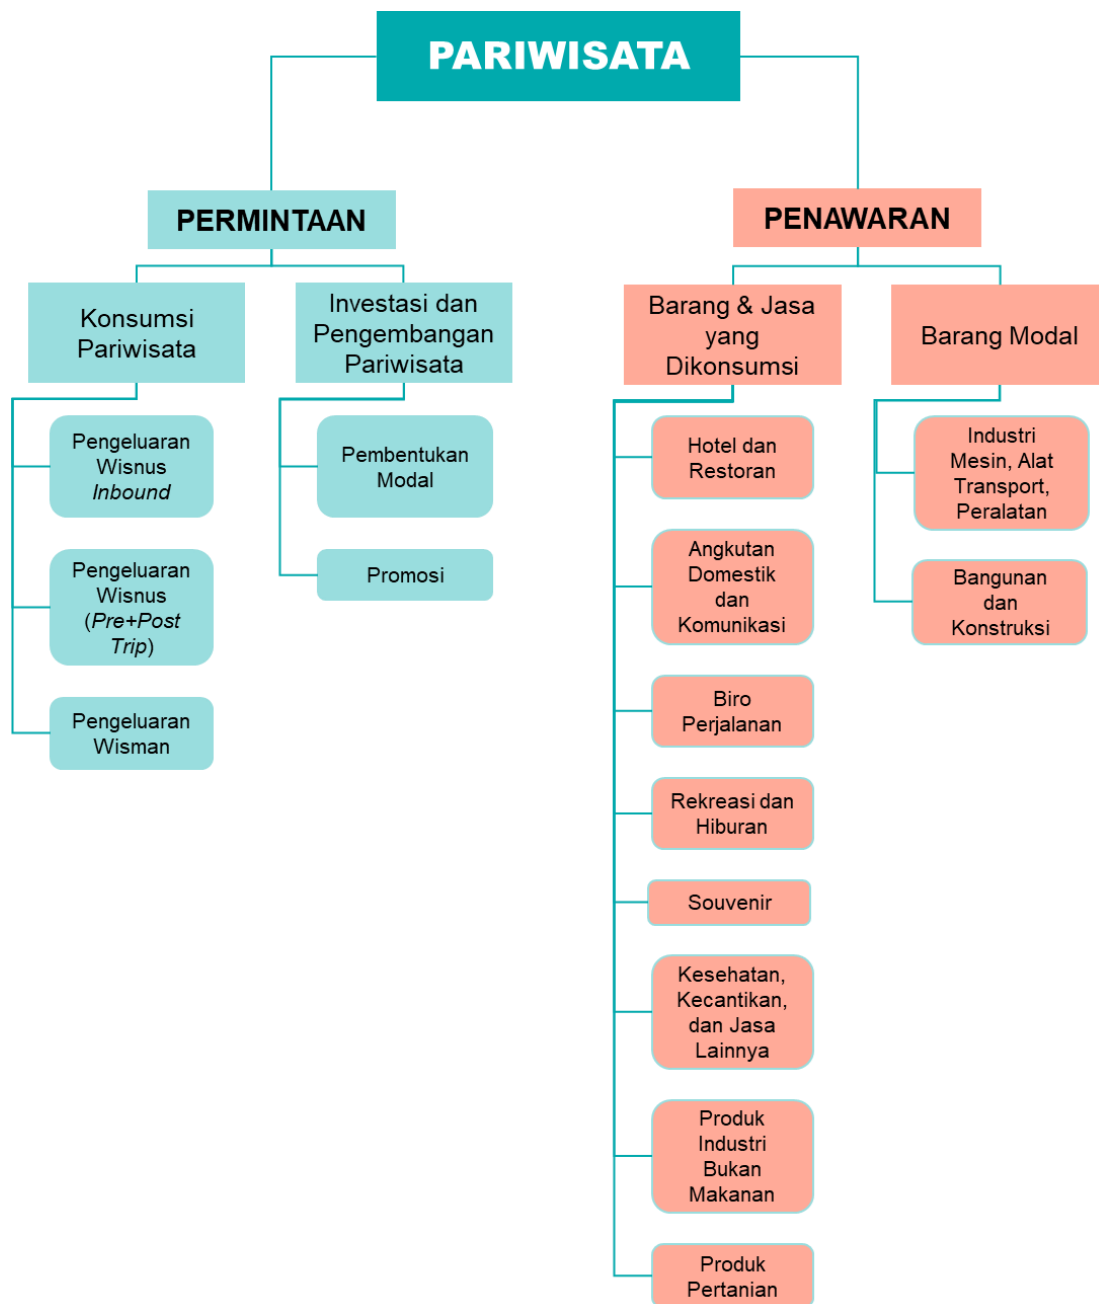 PARIWISATA
PERMINTAAN
PENAWARAN
Konsumsi
Pariwisata
Investasi dan
Pengembangan
Pariwisata
Barang & Jasa
yang
Dikonsumsi
Barang Modal
Pengeluaran
Wisnus
Inbound
Pengeluaran
Wisnus
(Pre+Post
Trip)
Pengeluaran
Wisman
Pembentukan
Modal
Promosi
Hotel dan
Restoran
Angkutan
Domestik
dan
Komunikasi
Biro
Perjalanan
Rekreasi dan
Hiburan
Souvenir
Kesehatan,
Kecantikan,
dan Jasa
Lainnya
Produk
Industri
Bukan
Makanan
Produk
Pertanian
Industri
Mesin, Alat
Transport,
Peralatan
Bangunan
dan
Konstruksi